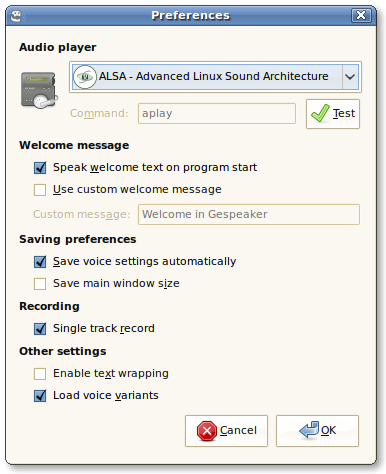 Preferences
Audio player
ALSA - Advanced Linux Sound Architecture
Command: aplay Test
Welcome message
Speak welcome text on program start
Use custom welcome message
Custom message: Welcome in Gespeaker
Saving preferences
Save voice settings automatically
Save main window size
Recording
Single track record
Other settings
Enable text wrapping
Load voice variants
Cancel OK